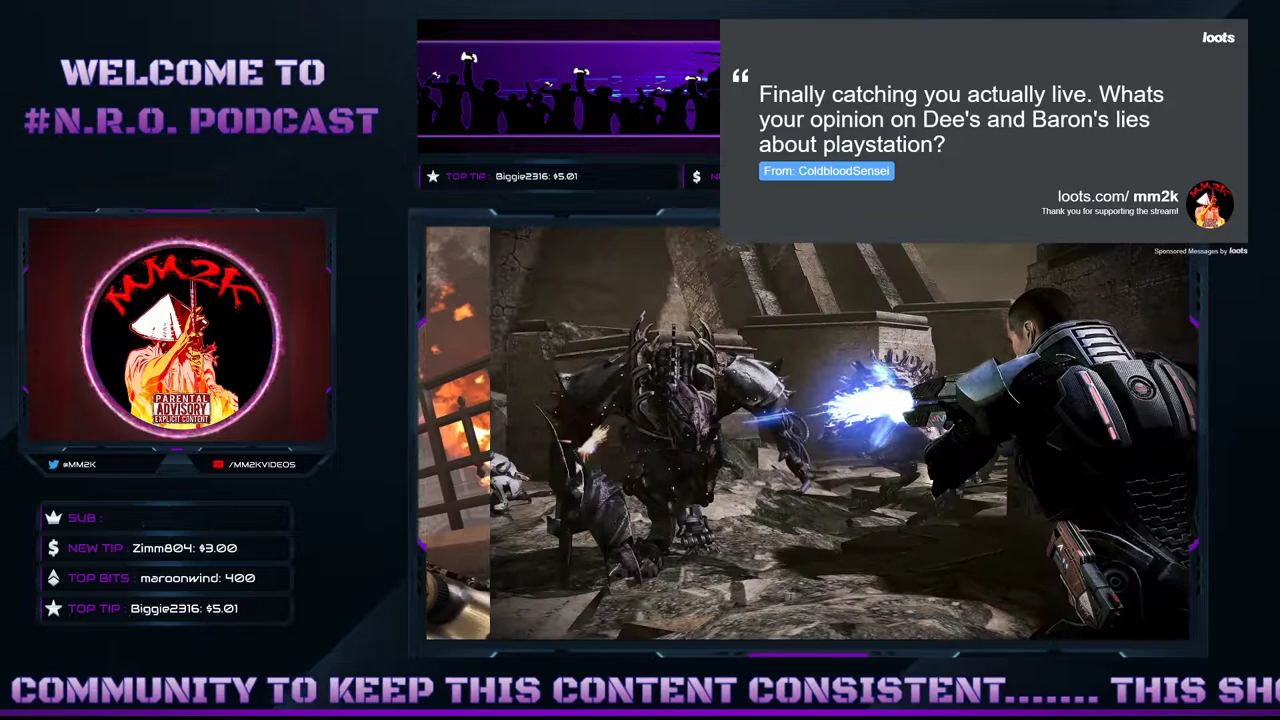 WELCOME TO
#N.R.O. PODCAST
loots
“
Finally catching you actually live. Whats
your opinion on Dee's and Baron's lies
about playstation?
From: ColdbloodSensei
loots.com/ mm2k
Thank you for supporting the stream!
Sponsored Messages by loots
TOP TIP : Biggie2316: $5.01
$ N
MM2K
PARENTAL
ADVISORY
EXPLICIT CONTENT
@MM2K
/MM2KVIDEOS
SUB :
$ NEW TIP : Zimm804: $3.00
TOP BITS : maroonwind: 400
TOP TIP : Biggie2316: $5.01
COMMUNITY TO KEEP THIS CONTENT CONSISTENT....... THIS SH